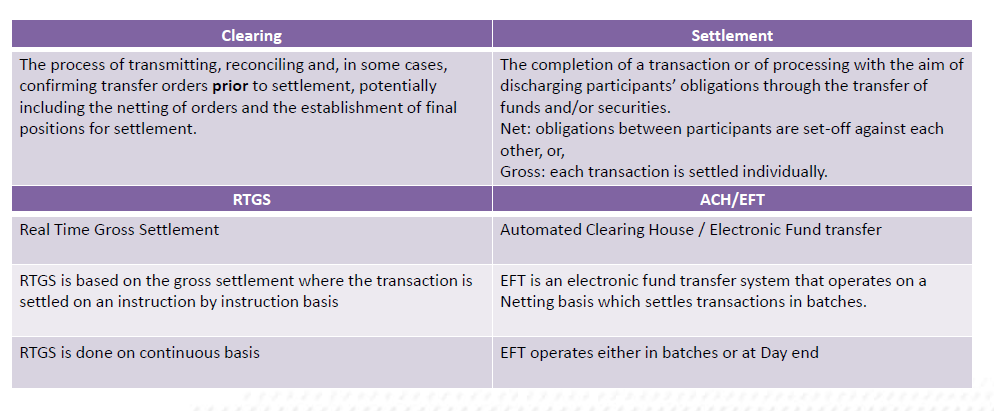 Clearing
Settlement
The process of transmitting, reconciling and, in some cases,
confirming transfer orders prior to settlement, potentially
including the netting of orders and the establishment of final
positions for settlement.
The completion of a transaction or of processing with the aim of
discharging participants’ obligations through the transfer of
funds and/or securities.
Net: obligations between participants are set-off against each
other, or,
Gross: each transaction is settled individually.
RTGS
ACH/EFT
Real Time Gross Settlement
Automated Clearing House / Electronic Fund transfer
RTGS is based on the gross settlement where the transaction is
settled on an instruction by instruction basis
EFT is an electronic fund transfer system that operates on a
Netting basis which settles transactions in batches.
RTGS is done on continuous basis
EFT operates either in batches or at Day end